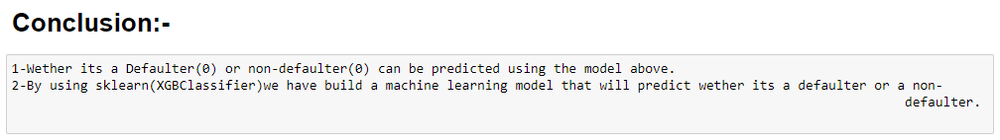 Conclusion:-
1-Wether its a Defaulter(0) or non-defaulter(0) can be predicted using the model above.
2-By using sklearn(XGBClassifier)we have build a machine learning model that will predict wether its a defaulter or a non-
defaulter.